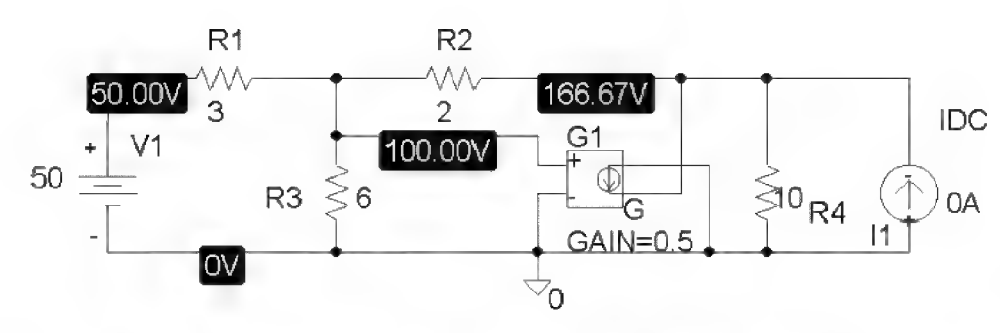 R1
R2
50.00V
166.67V
3
2
IDC
+
V1
100.00V
G1
50
+
-
R3
6
10
R4
-
+
0A
G
I1
-
GAIN=0.5
0V
0